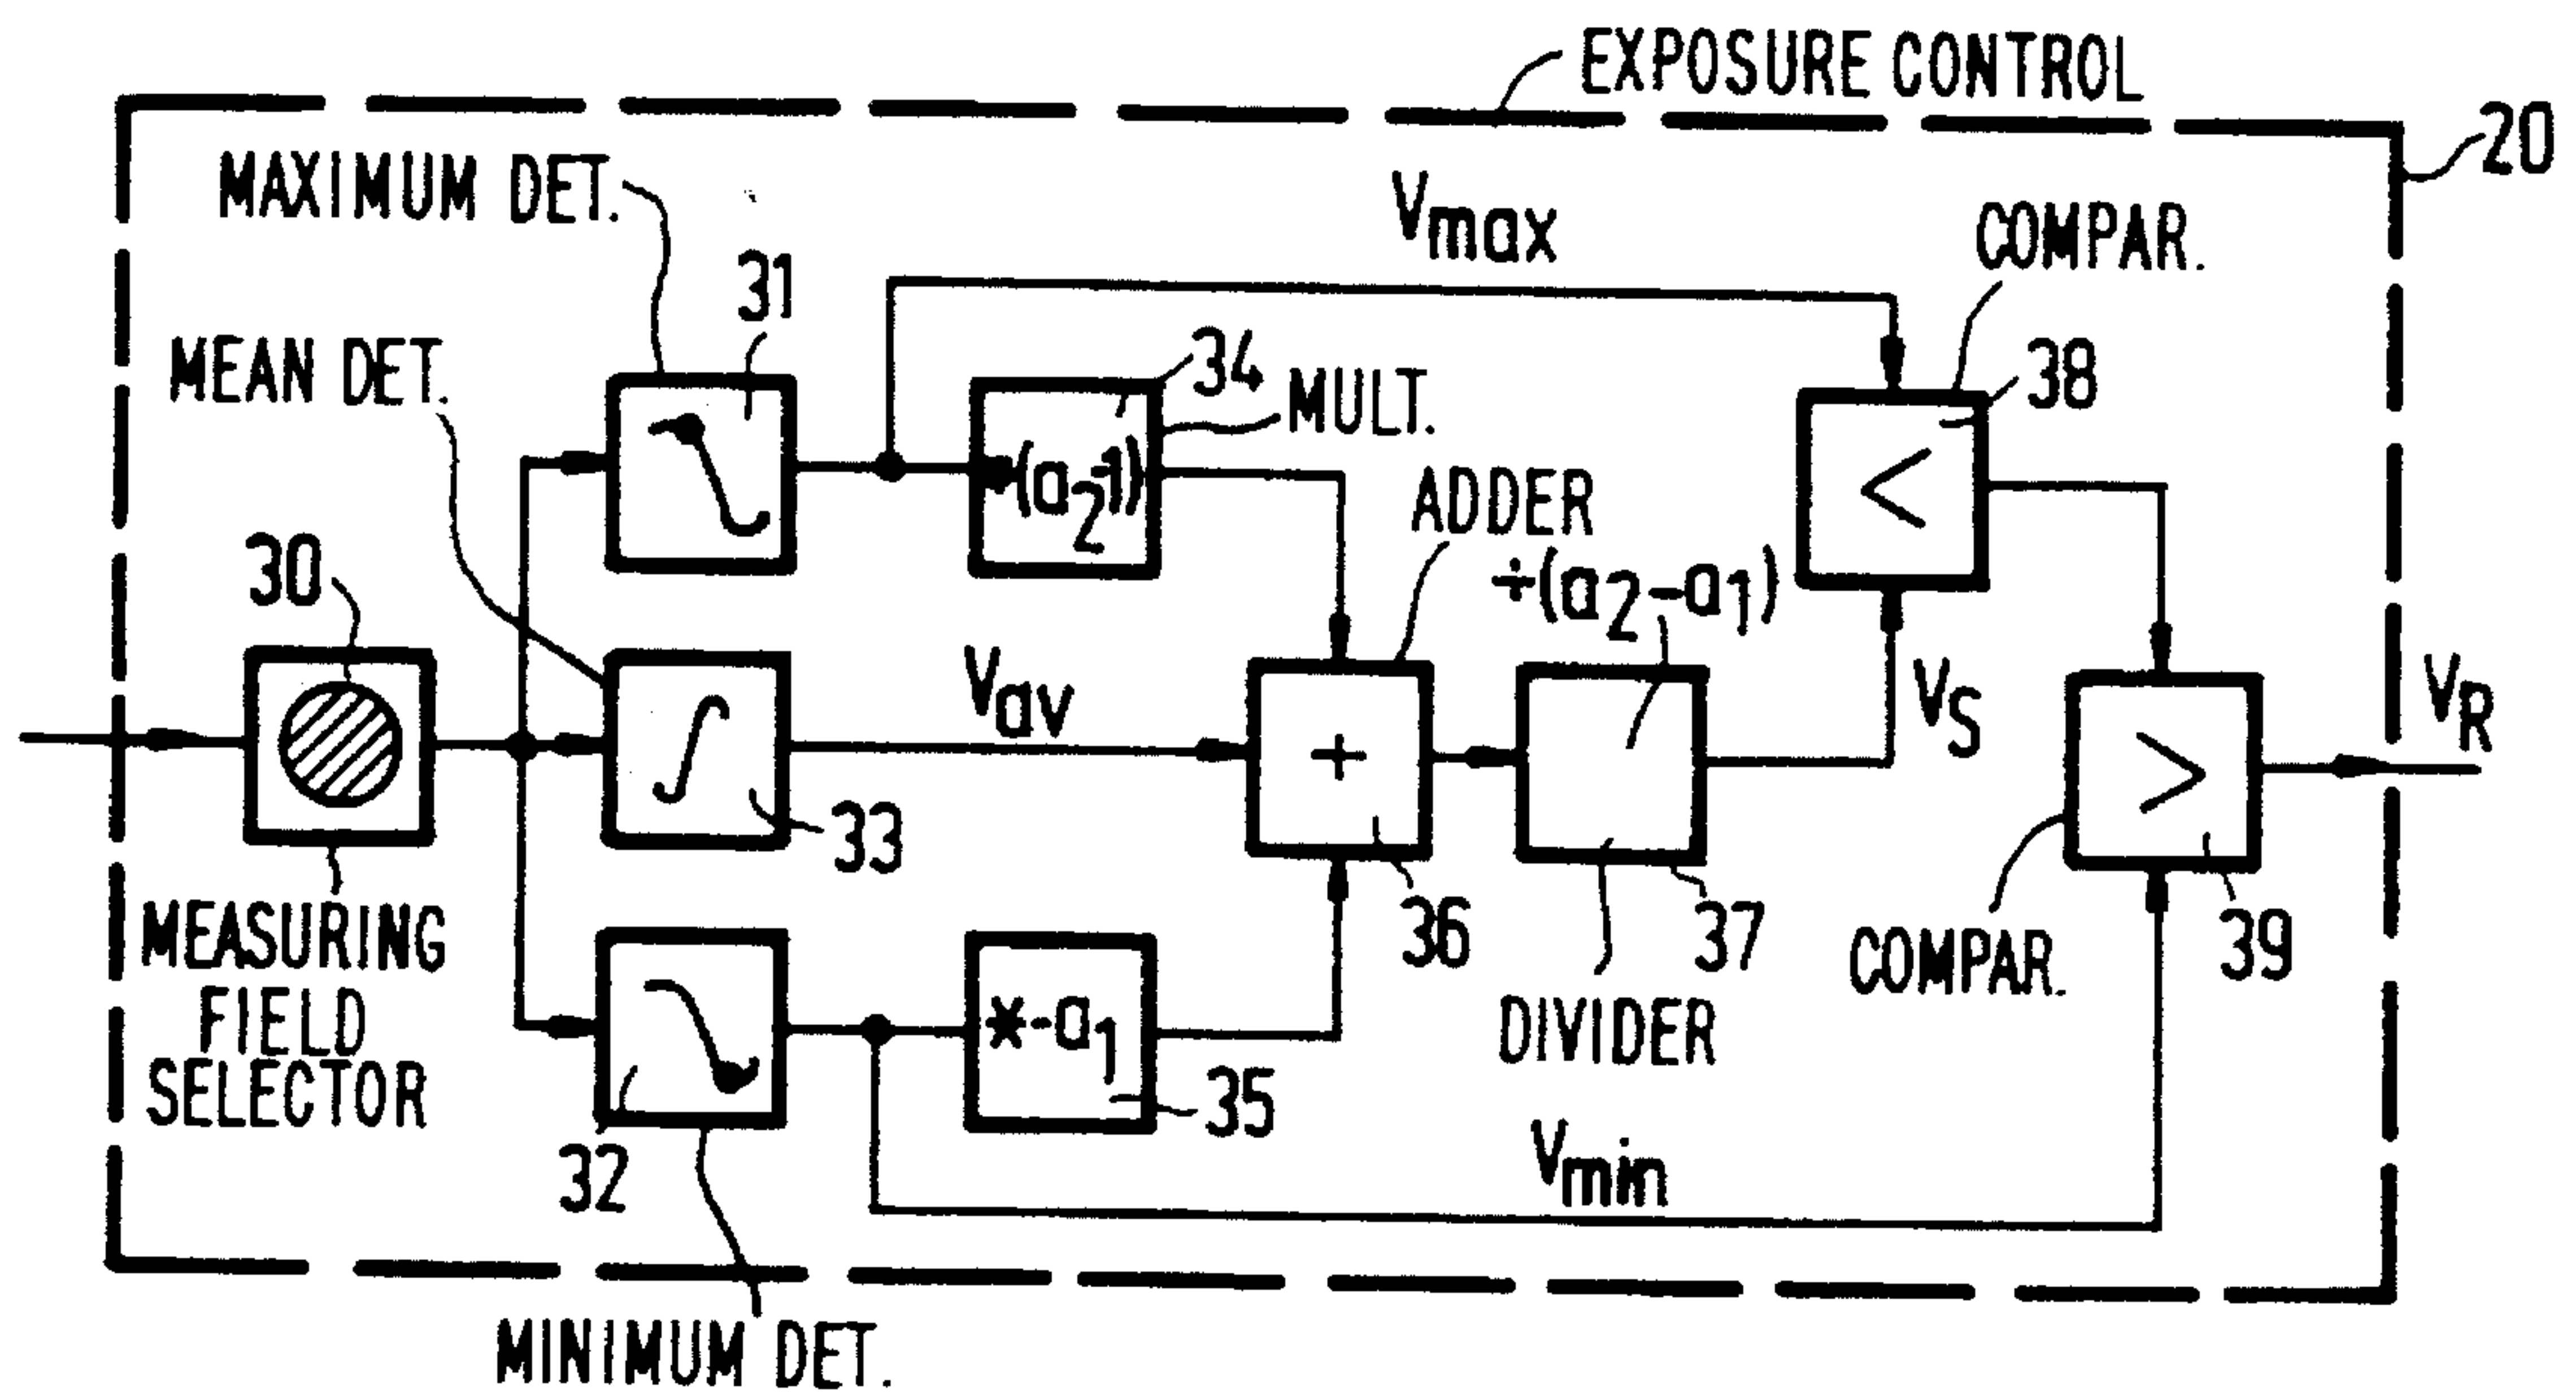 EXPOSURE CONTROL
20
MAXIMUM DET.
Vmax
COMPAR.
31
MEAN DET.
34
MULT.
38
(a2-1)
<
ADDER
÷(a2-a1)
30
Vav
VS
VR
+
>
33
MEASURING
FIELD
SELECTOR
36
37
COMPAR.
39
DIVIDER
*-a1
35
32
Vmin
MINIMUM DET.